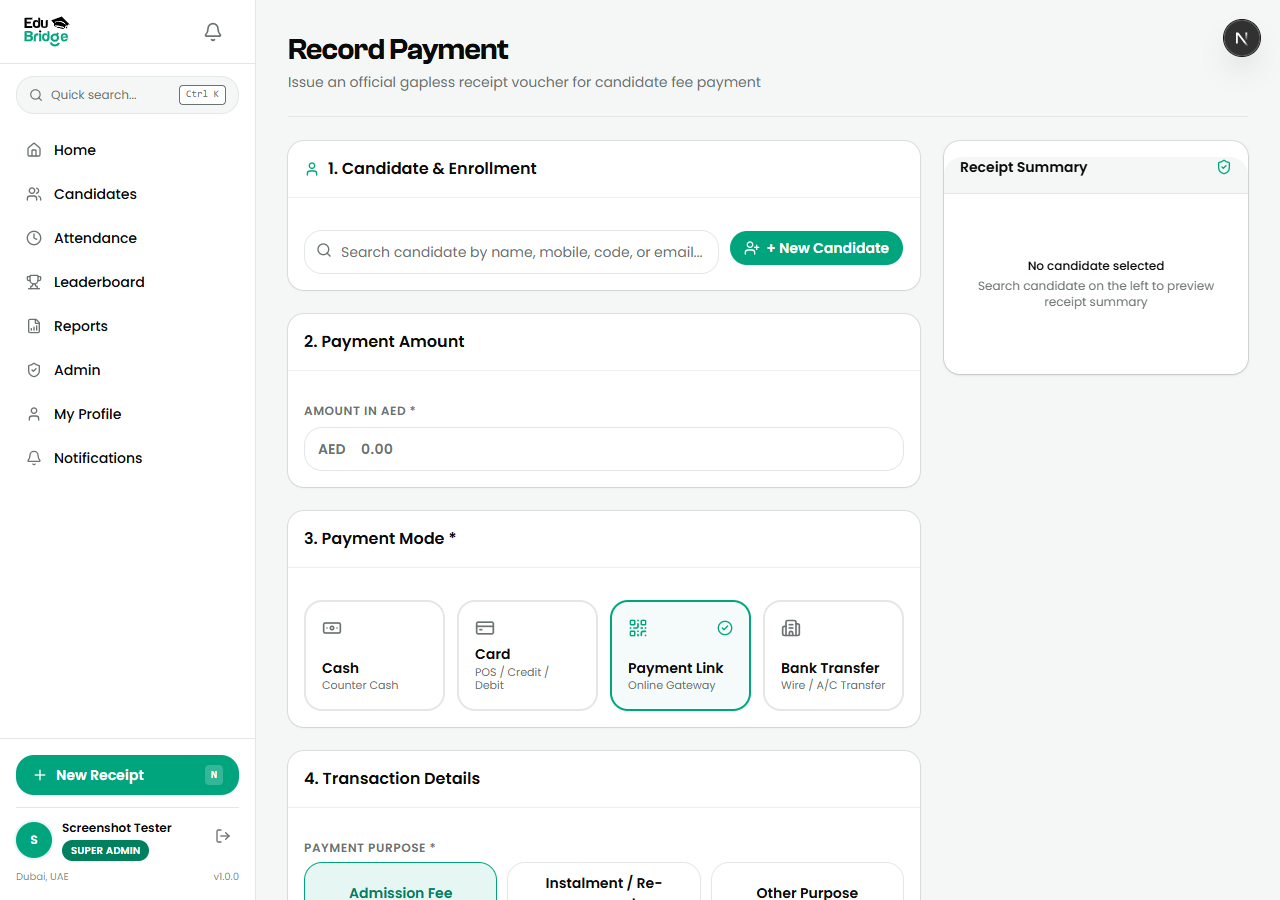 Edu
Bridge
Quick search...
Ctrl K
Home
Candidates
Attendance
Leaderboard
Reports
Admin
My Profile
Notifications
New Receipt
N
S
Screenshot Tester
SUPER ADMIN
Dubai, UAE
v1.0.0
Record Payment
Issue an official gapless receipt voucher for candidate fee payment
N
1. Candidate & Enrollment
Search candidate by name, mobile, code, or email...
+ New Candidate
2. Payment Amount
AMOUNT IN AED *
AED 0.00
3. Payment Mode *
Cash
Counter Cash
Card
POS / Credit /
Debit
Payment Link
Online Gateway
Bank Transfer
Wire / A/C Transfer
4. Transaction Details
PAYMENT PURPOSE *
Admission Fee
Instalment / Re-
Other Purpose
Receipt Summary
No candidate selected
Search candidate on the left to preview
receipt summary